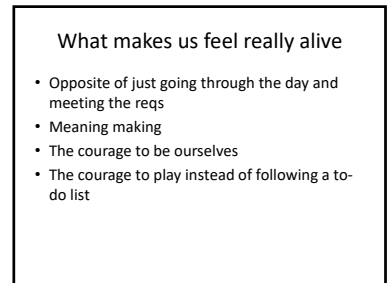 What makes us feel really alive
• Opposite of just going through the day and
meeting the reqs
• Meaning making
• The courage to be ourselves
• The courage to play instead of following a to-
do list